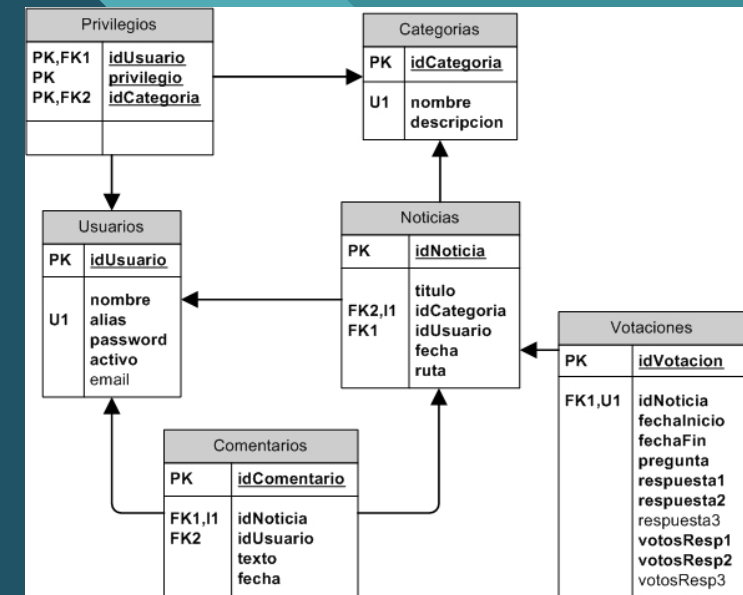 Privilegios
PK,FK1 idUsuario
PK privilegio
PK,FK2 idCategoria
Categorias
PK idCategoria
U1 nombre
descripcion
Usuarios
PK idUsuario
nombre
U1 alias
password
activo
email
Noticias
PK idNoticia
titulo
FK2,I1 idCategoria
FK1 idUsuario
fecha
ruta
Votaciones
PK idVotacion
FK1,U1 idNoticia
fechaInicio
fechaFin
pregunta
respuesta1
respuesta2
respuesta3
votosResp1
votosResp2
votosResp3
Comentarios
PK idComentario
FK1,I1 idNoticia
FK2 idUsuario
texto
fecha